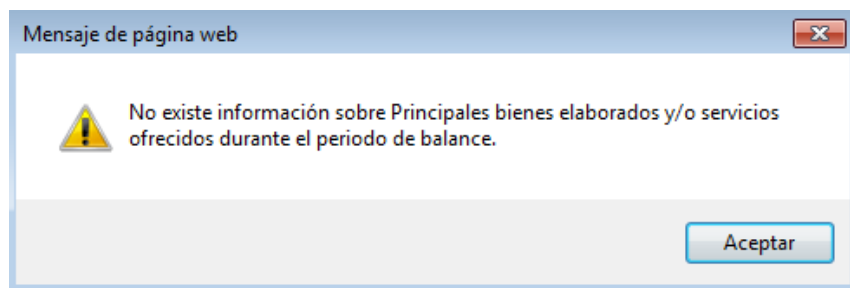 Mensaje de página web
No existe información sobre Principales bienes elaborados y/o servicios
ofrecidos durante el periodo de balance.
Aceptar